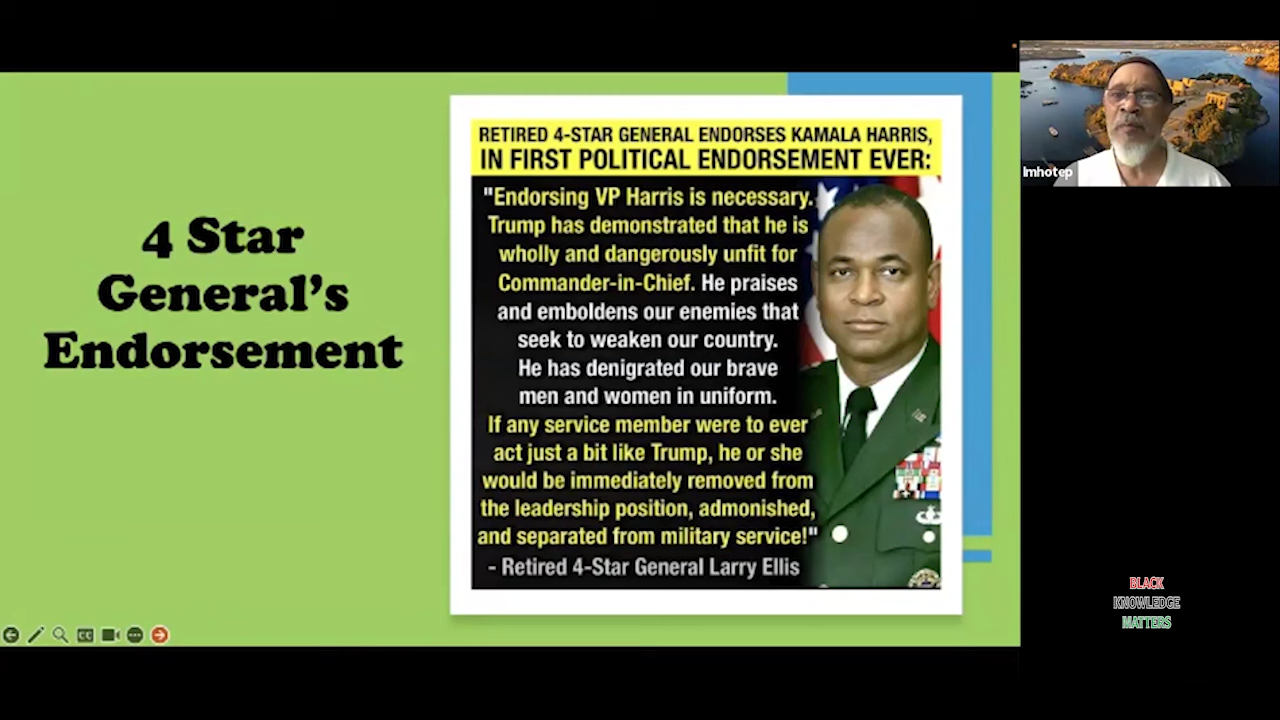 4 Star
General's
Endorsement
RETIRED 4-STAR GENERAL ENDORSES KAMALA HARRIS,
IN FIRST POLITICAL ENDORSEMENT EVER:
"Endorsing VP Harris is necessary.
Trump has demonstrated that he is
wholly and dangerously unfit for
Commander-in-Chief. He praises
and emboldens our enemies that
seek to weaken our country.
He has denigrated our brave
men and women in uniform.
If any service member were to ever
act just a bit like Trump, he or she
would be immediately removed from
the leadership position, admonished,
and separated from military service!"
- Retired 4-Star General Larry Ellis
CC
Imhotep
BLACK
KNOWLEDGE
MATTERS